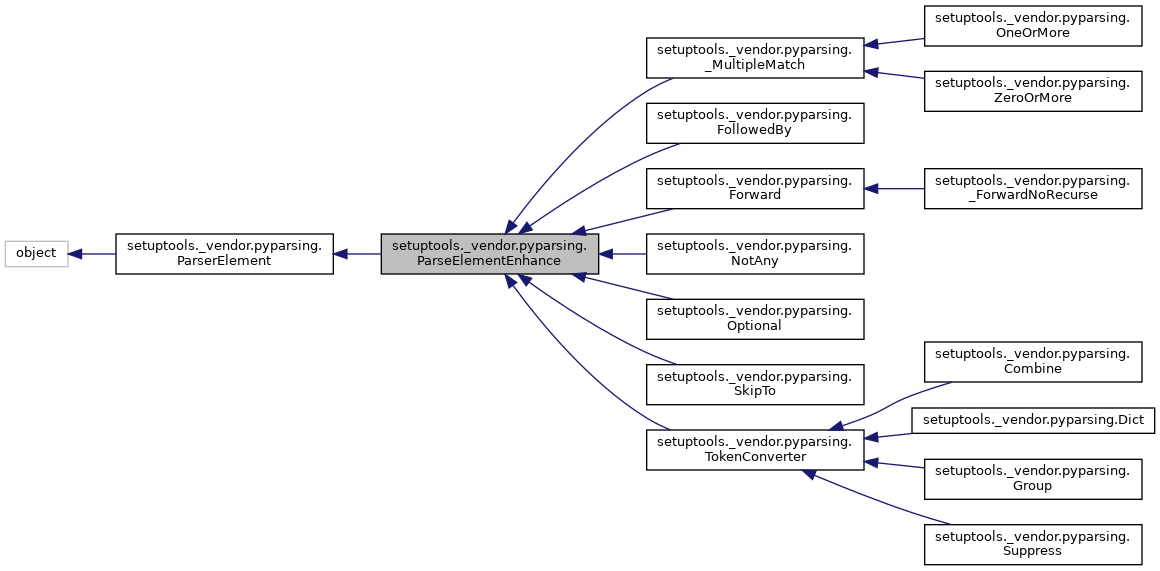 object
setuptools._vendor.pyparsing.
ParserElement
setuptools._vendor.pyparsing.
ParseElementEnhance
setuptools._vendor.pyparsing.
_MultipleMatch
setuptools._vendor.pyparsing.
FollowedBy
setuptools._vendor.pyparsing.
Forward
setuptools._vendor.pyparsing.
NotAny
setuptools._vendor.pyparsing.
Optional
setuptools._vendor.pyparsing.
SkipTo
setuptools._vendor.pyparsing.
TokenConverter
setuptools._vendor.pyparsing.
OneOrMore
setuptools._vendor.pyparsing.
ZeroOrMore
setuptools._vendor.pyparsing.
_ForwardNoRecurse
setuptools._vendor.pyparsing.
Combine
setuptools._vendor.pyparsing.Dict
setuptools._vendor.pyparsing.
Group
setuptools._vendor.pyparsing.
Suppress